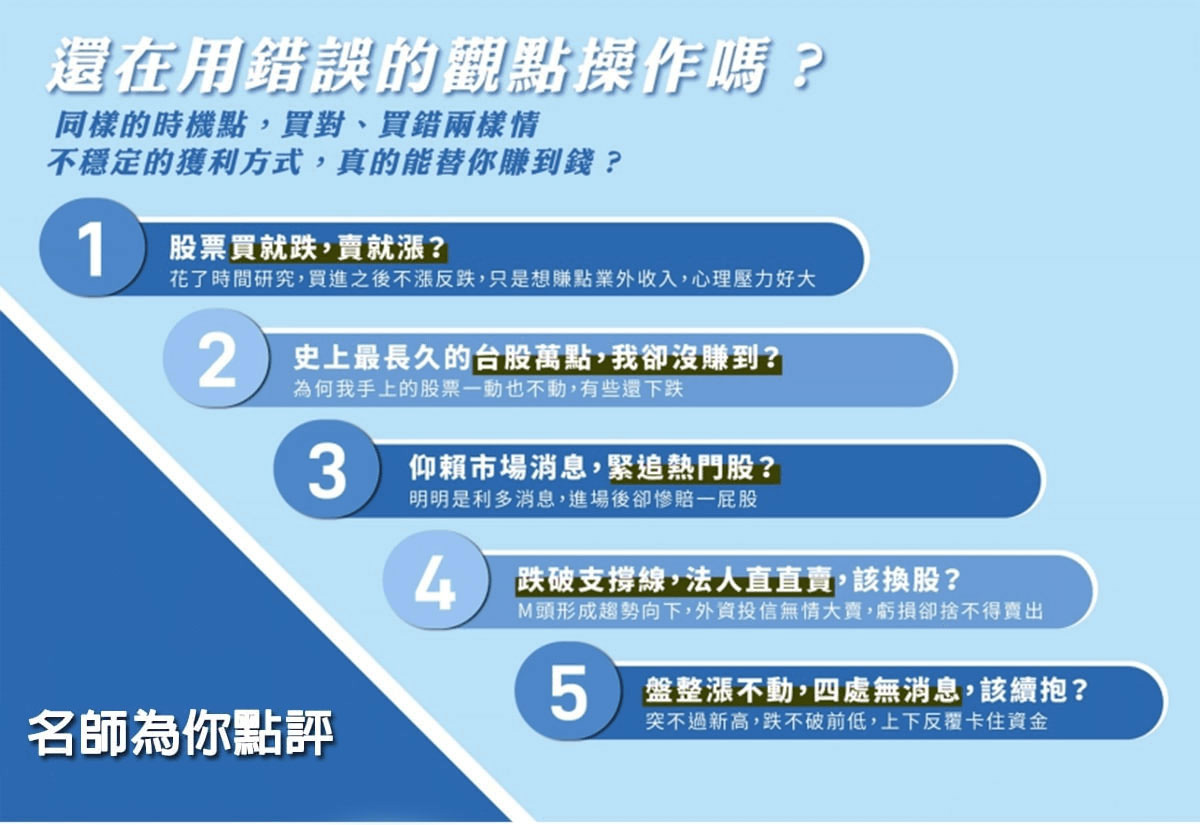 還在用錯誤的觀點操作嗎？
同樣的時機點，買對、買錯兩樣情
不穩定的獲利方式，真的能替你賺到錢？
1
股票買就跌，賣就漲？
花了時間研究，買進之後不漲反跌，只是想賺點業外收入，心理壓力好大
2
史上最長久的台股萬點，我卻沒賺到？
為何我手上的股票一動也不動，有些還下跌
3
仰賴市場消息，緊追熱門股？
明明是利多消息，進場後卻慘賠一屁股
4
跌破支撐線，法人直直賣，該換股？
M頭形成趨勢向下，外資投信無情大賣，虧損卻捨不得賣出
5
盤整漲不動，四處無消息，該續抱？
突不過新高，跌不破前低，上下反覆卡住資金
名師為你點評